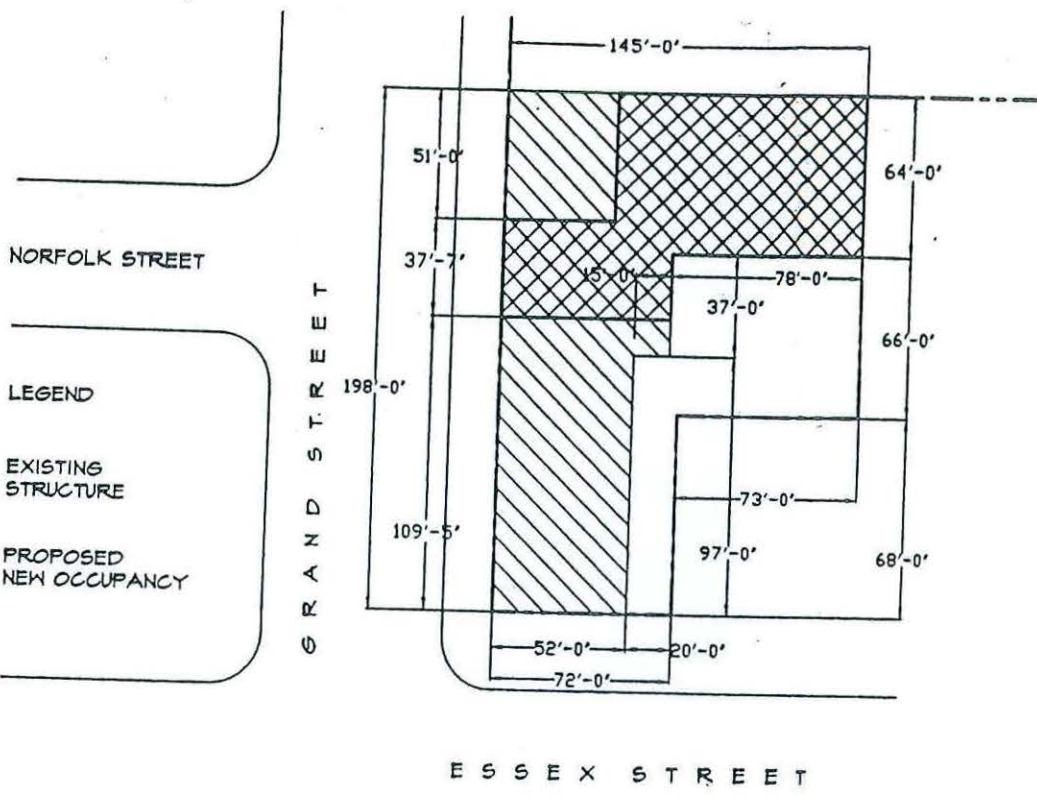 145'-0"
51'-0"
64'-0"
NORFOLK STREET
37'-7"
15'-0"
78'-0"
37'-0"
66'-0"
GRAND STREET
198'-0"
LEGEND
EXISTING
STRUCTURE
73'-0"
109'-5"
97'-0"
68'-0"
PROPOSED
NEW OCCUPANCY
52'-0"
20'-0"
72'-0"
ESSEX STREET